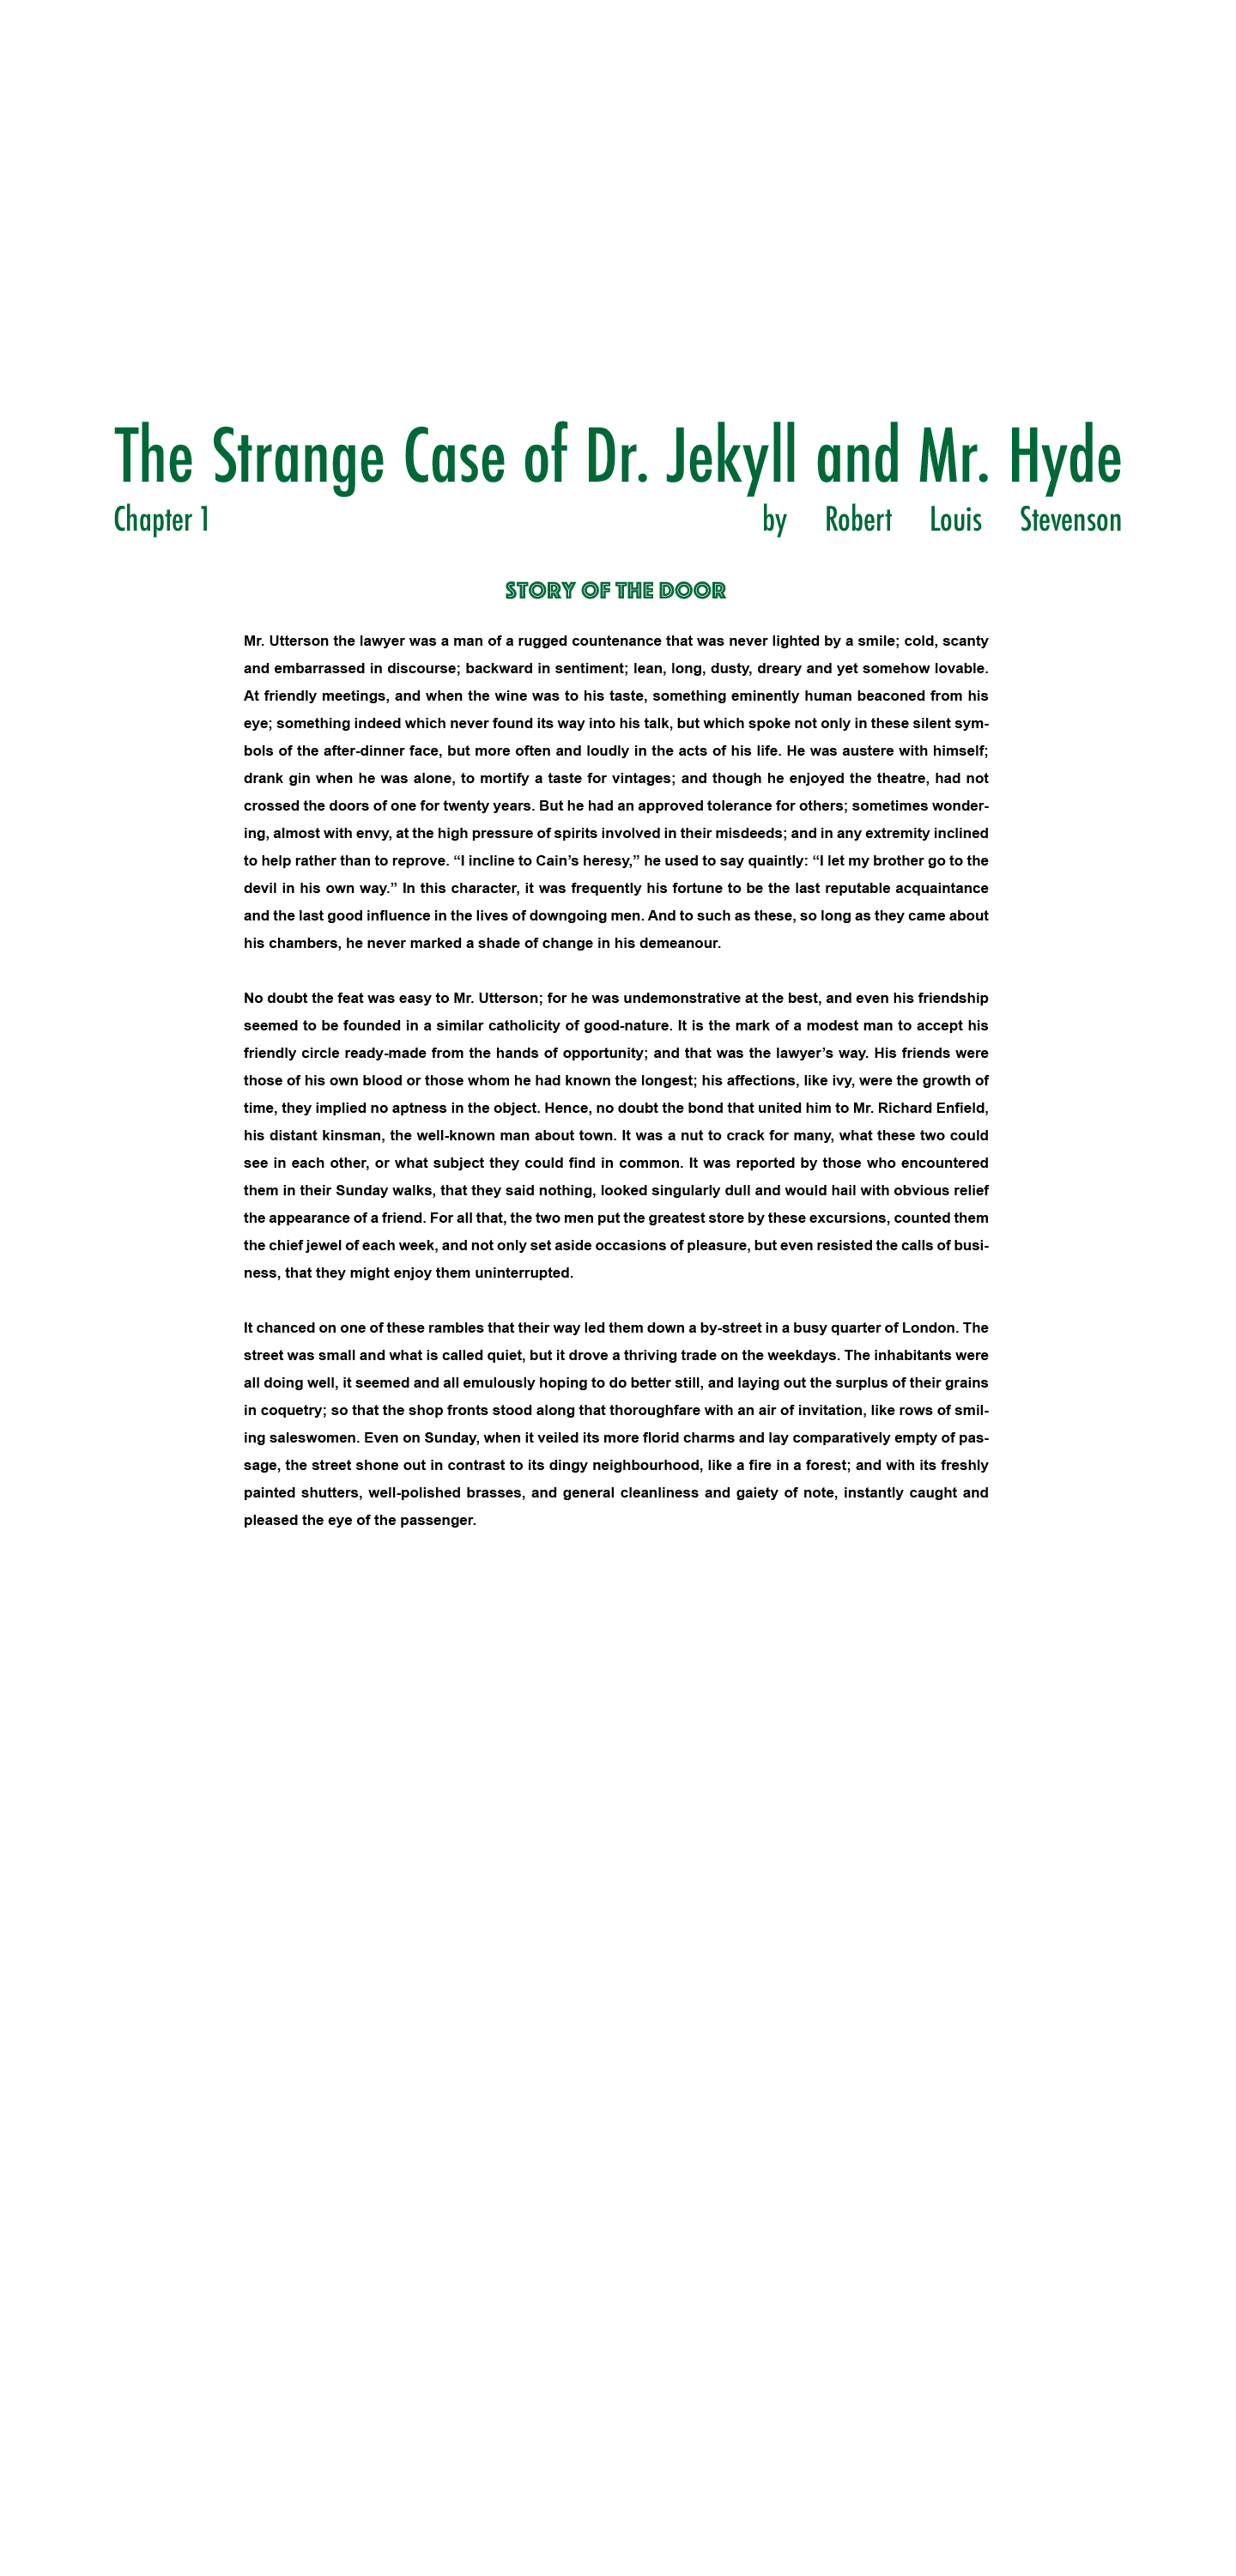 The Strange Case of Dr. Jekyll and Mr. Hyde
Chapter 1 by Robert Louis Stevenson
STORY OF THE DOOR
Mr. Utterson the lawyer was a man of a rugged countenance that was never lighted by a smile; cold, scanty
and embarrassed in discourse; backward in sentiment; lean, long, dusty, dreary and yet somehow lovable.
At friendly meetings, and when the wine was to his taste, something eminently human beaconed from his
eye; something indeed which never found its way into his talk, but which spoke not only in these silent sym-
bols of the after-dinner face, but more often and loudly in the acts of his life. He was austere with himself;
drank gin when he was alone, to mortify a taste for vintages; and though he enjoyed the theatre, had not
crossed the doors of one for twenty years. But he had an approved tolerance for others; sometimes wonder-
ing, almost with envy, at the high pressure of spirits involved in their misdeeds; and in any extremity inclined
to help rather than to reprove. “I incline to Cain’s heresy,” he used to say quaintly: “I let my brother go to the
devil in his own way.” In this character, it was frequently his fortune to be the last reputable acquaintance
and the last good influence in the lives of downgoing men. And to such as these, so long as they came about
his chambers, he never marked a shade of change in his demeanour.
No doubt the feat was easy to Mr. Utterson; for he was undemonstrative at the best, and even his friendship
seemed to be founded in a similar catholicity of good-nature. It is the mark of a modest man to accept his
friendly circle ready-made from the hands of opportunity; and that was the lawyer’s way. His friends were
those of his own blood or those whom he had known the longest; his affections, like ivy, were the growth of
time, they implied no aptness in the object. Hence, no doubt the bond that united him to Mr. Richard Enfield,
his distant kinsman, the well-known man about town. It was a nut to crack for many, what these two could
see in each other, or what subject they could find in common. It was reported by those who encountered
them in their Sunday walks, that they said nothing, looked singularly dull and would hail with obvious relief
the appearance of a friend. For all that, the two men put the greatest store by these excursions, counted them
the chief jewel of each week, and not only set aside occasions of pleasure, but even resisted the calls of busi-
ness, that they might enjoy them uninterrupted.
It chanced on one of these rambles that their way led them down a by-street in a busy quarter of London. The
street was small and what is called quiet, but it drove a thriving trade on the weekdays. The inhabitants were
all doing well, it seemed and all emulously hoping to do better still, and laying out the surplus of their grains
in coquetry; so that the shop fronts stood along that thoroughfare with an air of invitation, like rows of smil-
ing saleswomen. Even on Sunday, when it veiled its more florid charms and lay comparatively empty of pas-
sage, the street shone out in contrast to its dingy neighbourhood, like a fire in a forest; and with its freshly
painted shutters, well-polished brasses, and general cleanliness and gaiety of note, instantly caught and
pleased the eye of the passenger.